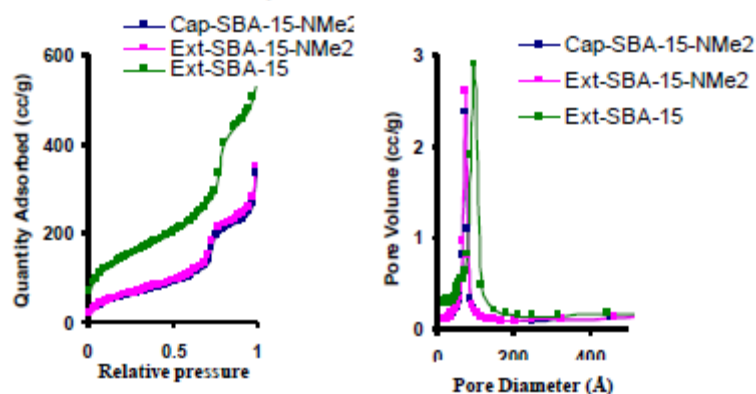 Cap-SBA-15-NMe2
Ext-SBA-15-NMe2
Ext-SBA-15
Quantity Adsorbed (cc/g)
600
400
200
0
0
0.5
1
Relative pressure
Cap-SBA-15-NMe2
Ext-SBA-15-NMe2
Ext-SBA-15
Pore Volume (cc/g)
3
2
1
0
0
200
400
Pore Diameter (Å)